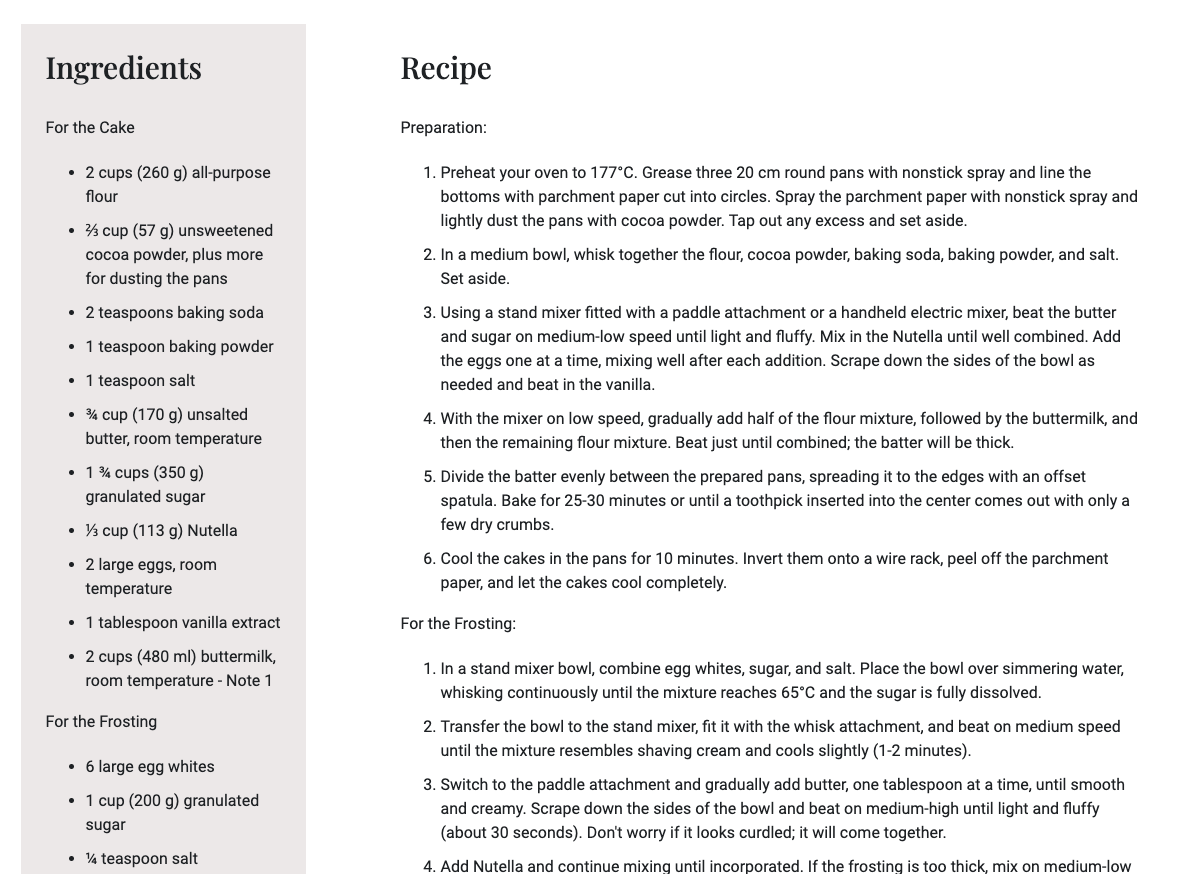 Ingredients
For the Cake
• 2 cups (260 g) all-purpose
flour
• ⅔ cup (57 g) unsweetened
cocoa powder, plus more
for dusting the pans
• 2 teaspoons baking soda
• 1 teaspoon baking powder
• 1 teaspoon salt
• ¾ cup (170 g) unsalted
butter, room temperature
• 1 ¾ cups (350 g)
granulated sugar
• ⅓ cup (113 g) Nutella
• 2 large eggs, room
temperature
• 1 tablespoon vanilla extract
• 2 cups (480 ml) buttermilk,
room temperature - Note 1
For the Frosting
• 6 large egg whites
• 1 cup (200 g) granulated
sugar
• ¼ teaspoon salt
Recipe
Preparation:
1. Preheat your oven to 177°C. Grease three 20 cm round pans with nonstick spray and line the
bottoms with parchment paper cut into circles. Spray the parchment paper with nonstick spray and
lightly dust the pans with cocoa powder. Tap out any excess and set aside.
2. In a medium bowl, whisk together the flour, cocoa powder, baking soda, baking powder, and salt.
Set aside.
3. Using a stand mixer fitted with a paddle attachment or a handheld electric mixer, beat the butter
and sugar on medium-low speed until light and fluffy. Mix in the Nutella until well combined. Add
the eggs one at a time, mixing well after each addition. Scrape down the sides of the bowl as
needed and beat in the vanilla.
4. With the mixer on low speed, gradually add half of the flour mixture, followed by the buttermilk, and
then the remaining flour mixture. Beat just until combined; the batter will be thick.
5. Divide the batter evenly between the prepared pans, spreading it to the edges with an offset
spatula. Bake for 25-30 minutes or until a toothpick inserted into the center comes out with only a
few dry crumbs.
6. Cool the cakes in the pans for 10 minutes. Invert them onto a wire rack, peel off the parchment
paper, and let the cakes cool completely.
For the Frosting:
1. In a stand mixer bowl, combine egg whites, sugar, and salt. Place the bowl over simmering water,
whisking continuously until the mixture reaches 65°C and the sugar is fully dissolved.
2. Transfer the bowl to the stand mixer, fit it with the whisk attachment, and beat on medium speed
until the mixture resembles shaving cream and cools slightly (1-2 minutes).
3. Switch to the paddle attachment and gradually add butter, one tablespoon at a time, until smooth
and creamy. Scrape down the sides of the bowl and beat on medium-high until light and fluffy
(about 30 seconds). Don't worry if it looks curdled; it will come together.
4. Add Nutella and continue mixing until incorporated. If the frosting is too thick, mix on medium-low